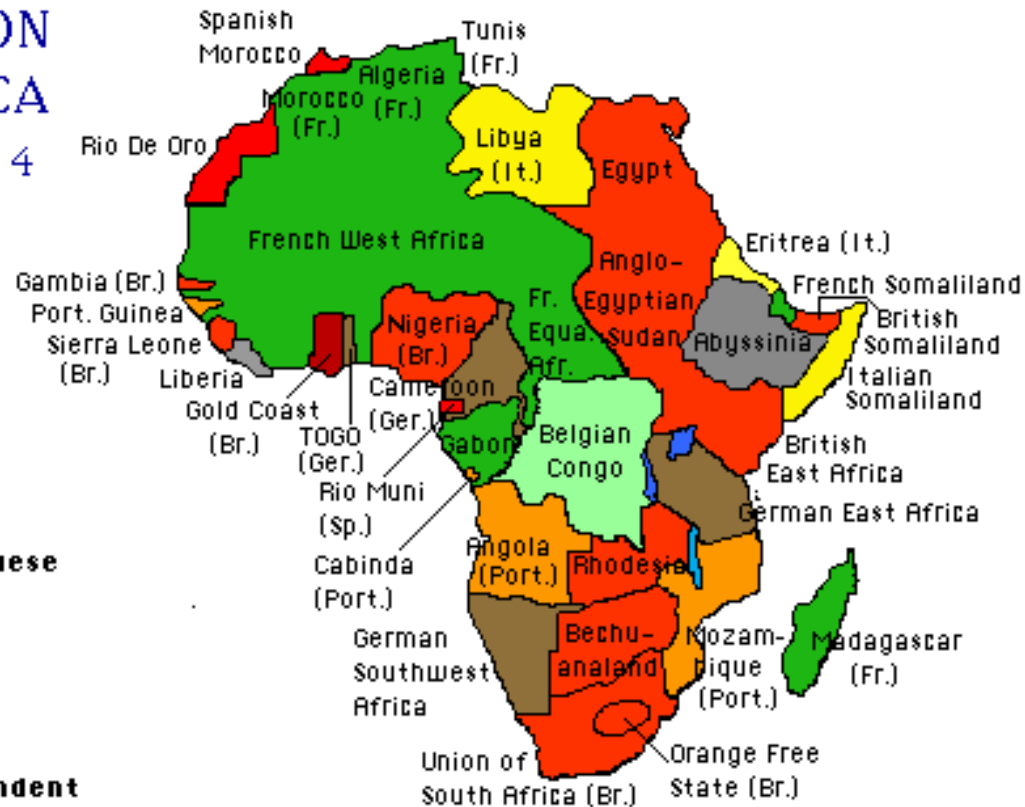 ON
CA
4
Spanish
Morocco
Tunis
(Fr.)
Algeria
(Fr.)
Morocco
(Fr.)
Rio De Oro
Libya
(It.)
Egypt
French West Africa
Eritrea (It.)
Anglo-
Egyptian
Sudan
French Somaliland
Gambia (Br.)
Port. Guinea
Sierra Leone
(Br.)
Liberia
Nigeria
(Br.)
Fr.
Equa.
Afr.
Abyssinia
British
Somaliland
Italian
Somaliland
Gold Coast
(Br.)
TOGO
(Ger.)
Cameroon
(Ger.)
Gabon
Belgian
Congo
British
East Africa
Rio Muni
(Sp.)
German East Africa
Cabinda
(Port.)
Angola
(Port.)
Rhodesia
uese
German
Southwest
Africa
Bechu-
analand
Mozam-
bique
(Port.)
Madagascar
(Fr.)
Union of
South Africa (Br.)
Orange Free
State (Br.)
ndent